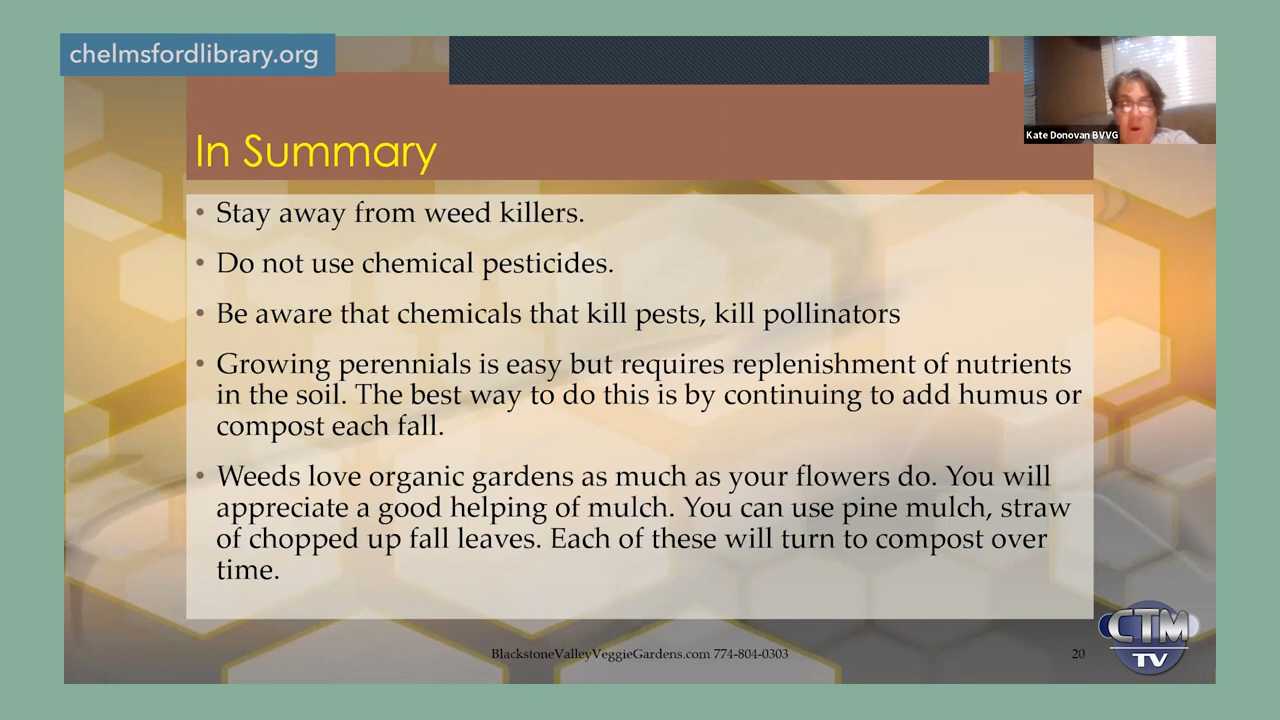 chelmsfordlibrary.org
Kate Donovan BVVG
In Summary
• Stay away from weed killers.
• Do not use chemical pesticides.
• Be aware that chemicals that kill pests, kill pollinators
• Growing perennials is easy but requires replenishment of nutrients
in the soil. The best way to do this is by continuing to add humus or
compost each fall.
• Weeds love organic gardens as much as your flowers do. You will
appreciate a good helping of mulch. You can use pine mulch, straw
of chopped up fall leaves. Each of these will turn to compost over
time.
BlackstoneValleyVeggieGardens.com 774-804-0303
20
CTM
TV